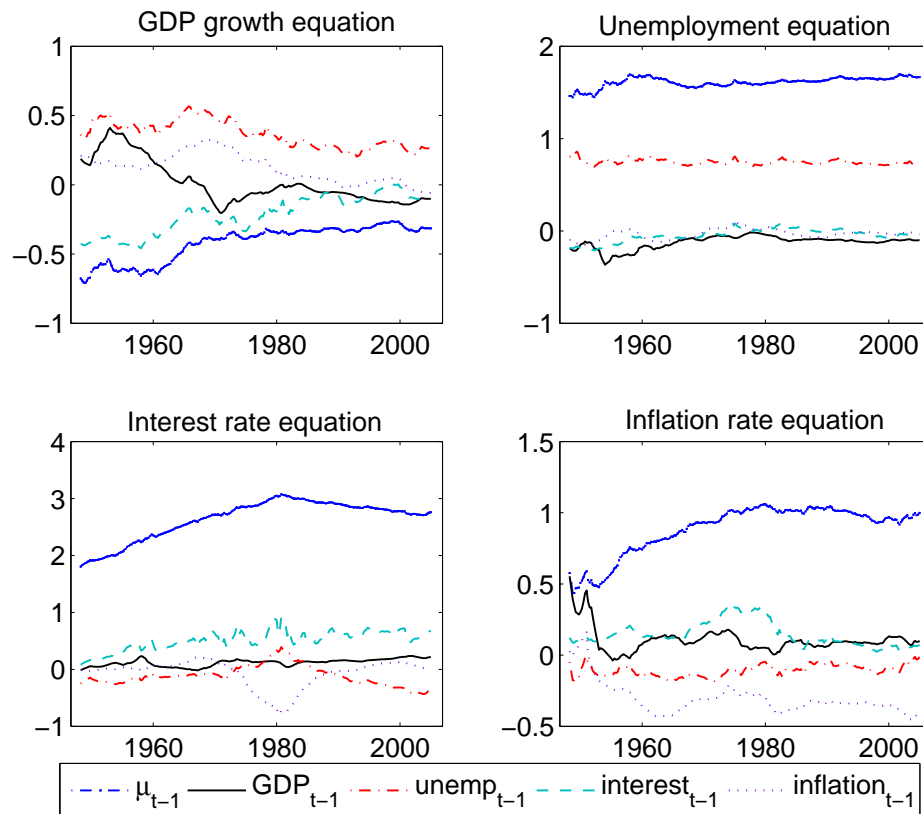 GDP growth equation
1
0.5
0
−0.5
−1
1960 1980 2000
Unemployment equation
2
1
0
−1
1960 1980 2000
Interest rate equation
4
3
2
1
0
−1
1960 1980 2000
Inflation rate equation
1.5
1
0.5
0
−0.5
1960 1980 2000
μt−1 GDPt−1 unempt−1 interestt−1 inflationt−1